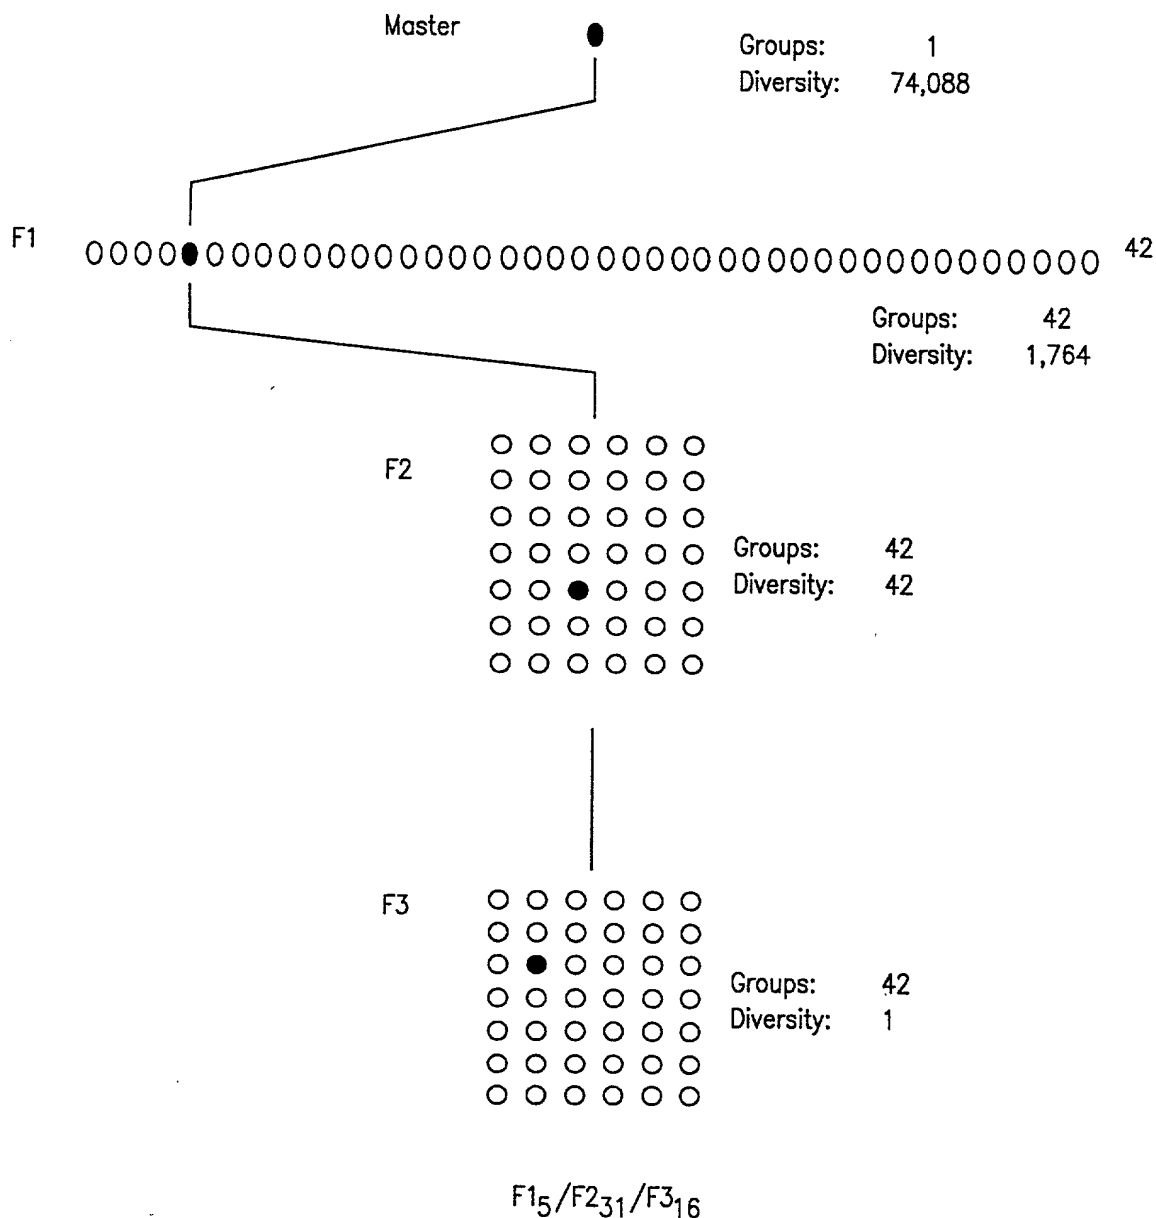 Master
Groups: 1
Diversity: 74,088
F1
42
Groups: 42
Diversity: 1,764
F2
Groups: 42
Diversity: 42
F3
Groups: 42
Diversity: 1
F1₅/F2₃₁/F3₁₆